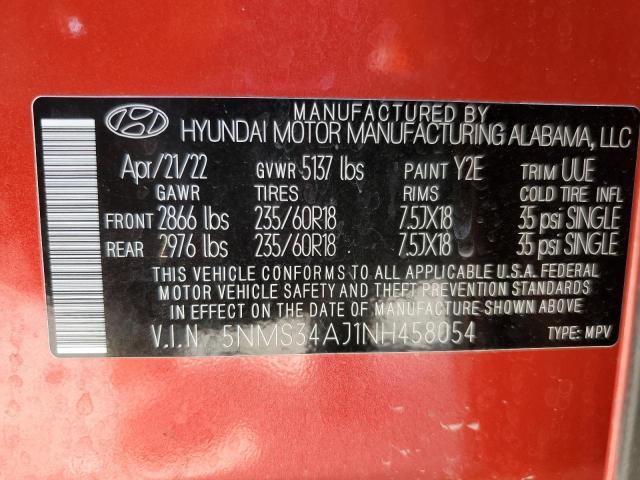 MANUFACTURED BY
HYUNDAI MOTOR MANUFACTURING ALABAMA, LLC
Apr/21/22 GVWR 5137 lbs PAINT Y2E TRIM UUE
GAWR TIRES RIMS COLD TIRE INFL
FRONT 2866 lbs 235/60R18 7.5JX18 35 psi SINGLE
REAR 2976 lbs 235/60R18 7.5JX18 35 psi SINGLE
THIS VEHICLE CONFORMS TO ALL APPLICABLE U.S.A. FEDERAL
MOTOR VEHICLE SAFETY AND THEFT PREVENTION STANDARDS
IN EFFECT ON THE DATE OF MANUFACTURE SHOWN ABOVE.
V.I.N. 5NMS34AJ1NH458054 TYPE: MPV